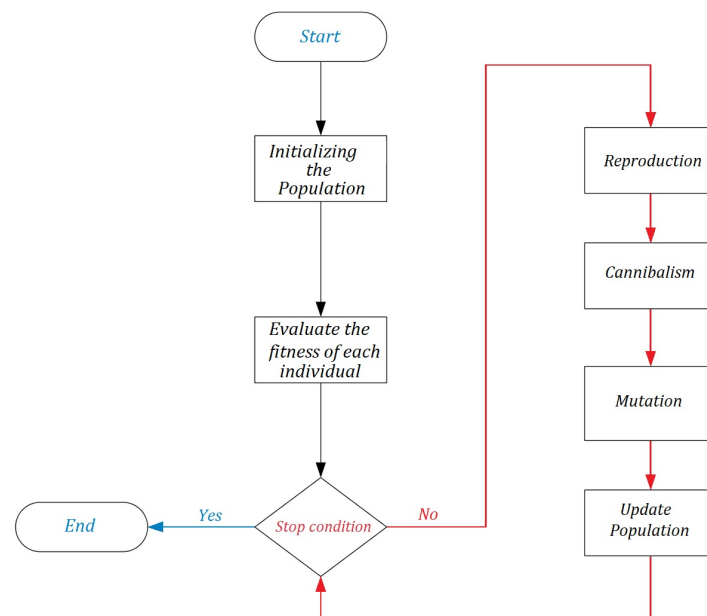 Start
Initializing
the
Population
Evaluate the
fitness of each
individual
Stop condition
Yes
End
No
Reproduction
Cannibalism
Mutation
Update
Population